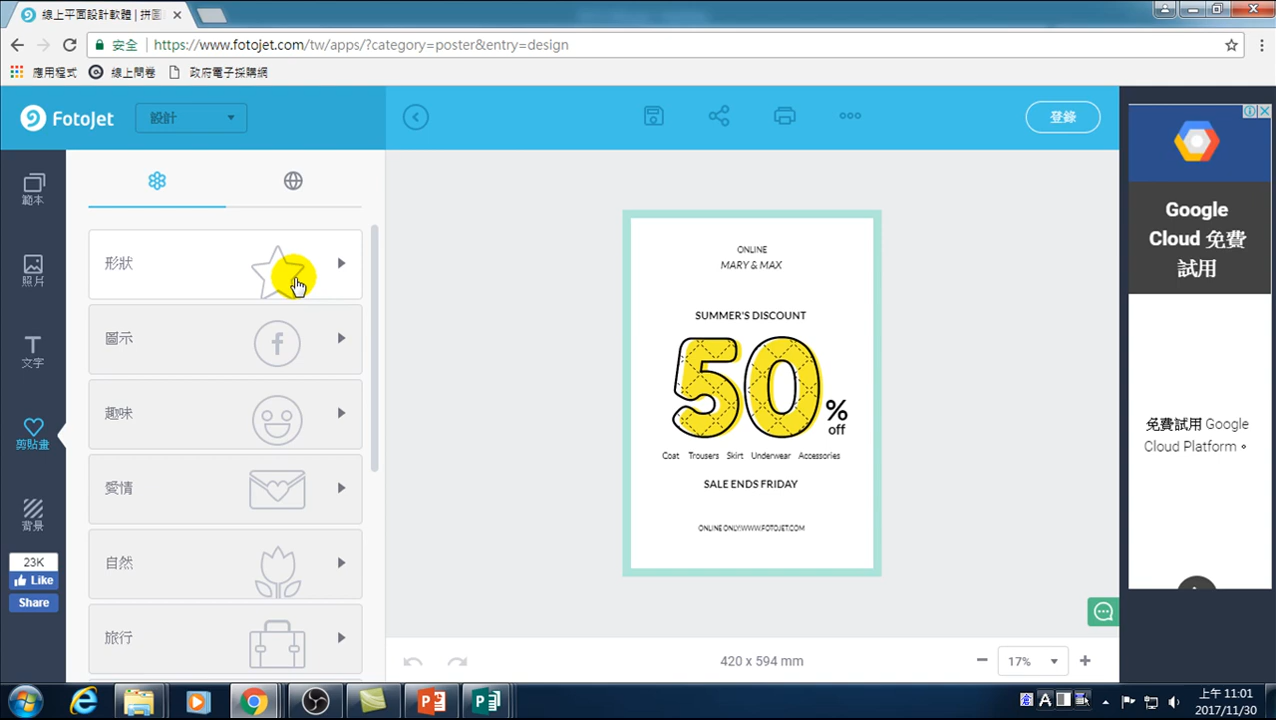 線上平面設計軟體 | 拼圖
安全 https://www.fotojet.com/tw/apps/?category=poster&entry=design
應用程式 線上問卷 政府電子採購網
FotoJet 設計
登錄
範本
照片
文字
剪貼畫
背景
23K
Like
Share
形狀
圖示
趣味
愛情
自然
旅行
ONLINE
MARY & MAX
SUMMER'S DISCOUNT
50 % off
Coat Trousers Skirt Underwear Accessories
SALE ENDS FRIDAY
ONLINE ONLY:WWW.FOTOJET.COM
420 x 594 mm
17%
Google
Cloud 免費
試用
免費試用 Google
Cloud Platform。
上午 11:01
2017/11/30